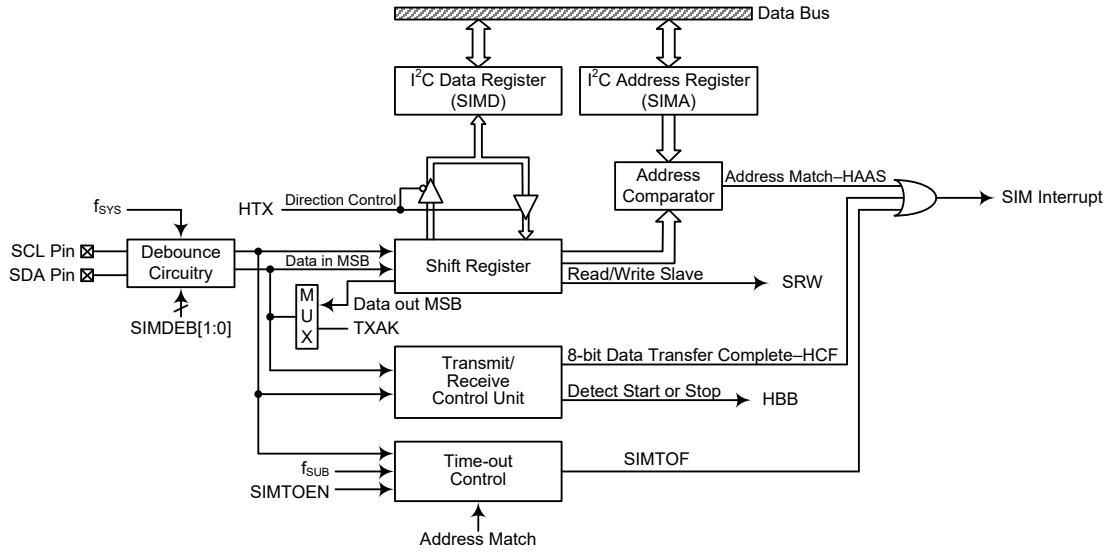 Data Bus
I²C Data Register
(SIMD)
I²C Address Register
(SIMA)
Address
Comparator
Address Match–HAAS
SIM Interrupt
HTX
Direction Control
fSYS
SCL Pin
SDA Pin
Debounce
Circuitry
SIMDEB[1:0]
Data in MSB
Shift Register
Read/Write Slave
SRW
M
U
X
Data out MSB
TXAK
Transmit/
Receive
Control Unit
8-bit Data Transfer Complete–HCF
Detect Start or Stop
HBB
fSUB
SIMTOEN
Time-out
Control
SIMTOF
Address Match